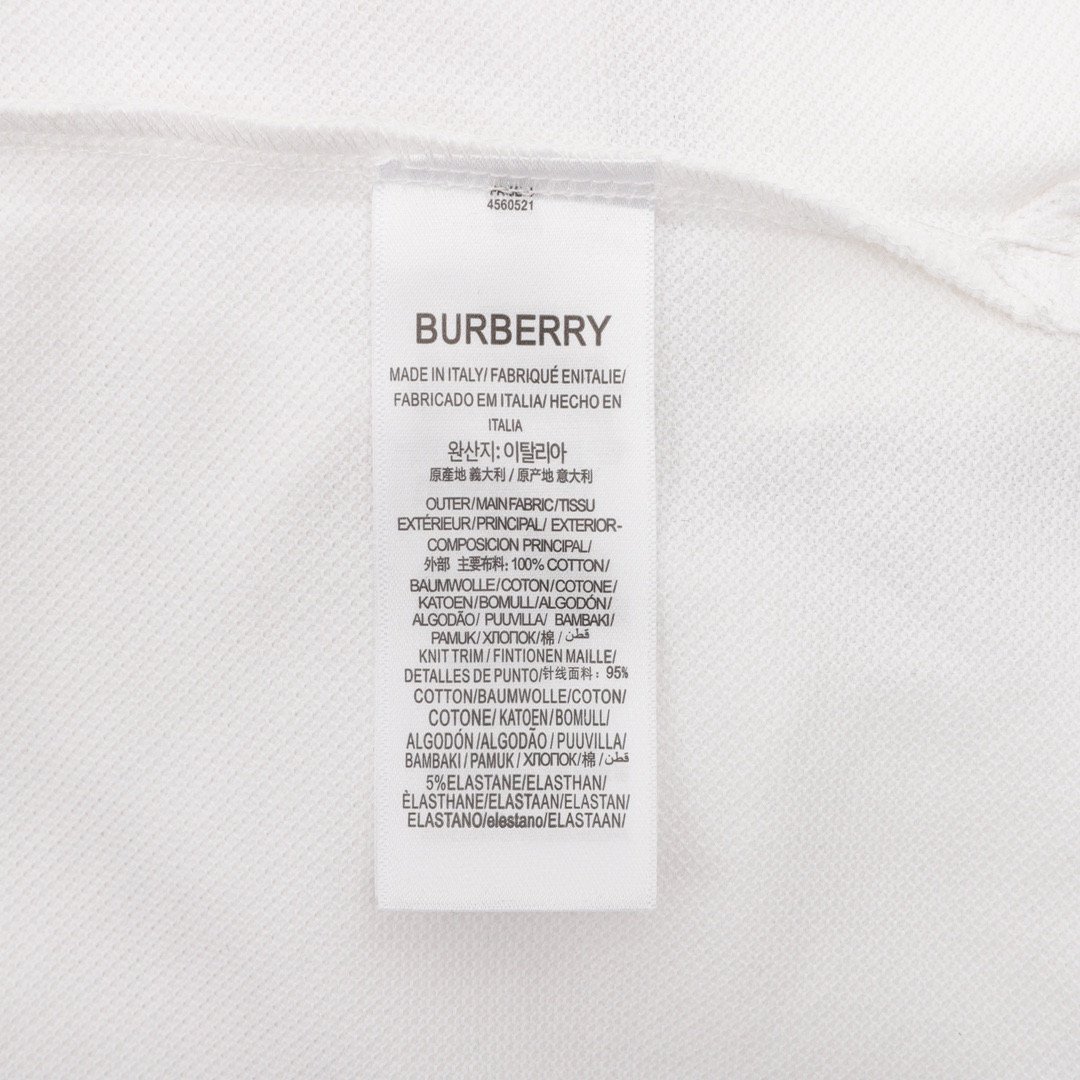 4560521
BURBERRY
MADE IN ITALY/ FABRIQUÉ ENITALIE/
FABRICADO EM ITALIA/ HECHO EN
ITALIA
완산지: 이탈리아
原產地 義大利 / 原产地 意大利
OUTER/MAIN FABRIC/TISSU
EXTÉRIEUR/PRINCIPAL/ EXTERIOR-
COMPOSICION PRINCIPAL/
外部 主要布料: 100% COTTON/
BAUMWOLLE/COTON/COTONE/
KATOEN/BOMULL/ALGODÓN/
ALGODÃO/ PUUVILLA/ BAMBAKI/
PAMUK/ХЛОПОК/棉/قطن
KNIT TRIM/FINTIONEN MAILLE/
DETALLES DE PUNTO/针线面料: 95%
COTTON/BAUMWOLLE/COTON/
COTONE/ KATOEN/BOMULL/
ALGODÓN/ALGODÃO/PUUVILLA/
BAMBAKI/PAMUK/ ХЛОПОК/棉/قطن
5%ELASTANE/ELASTHAN/
ÈLASTHANE/ELASTAAN/ELASTAN/
ELASTANO/elestano/ELASTAAN/